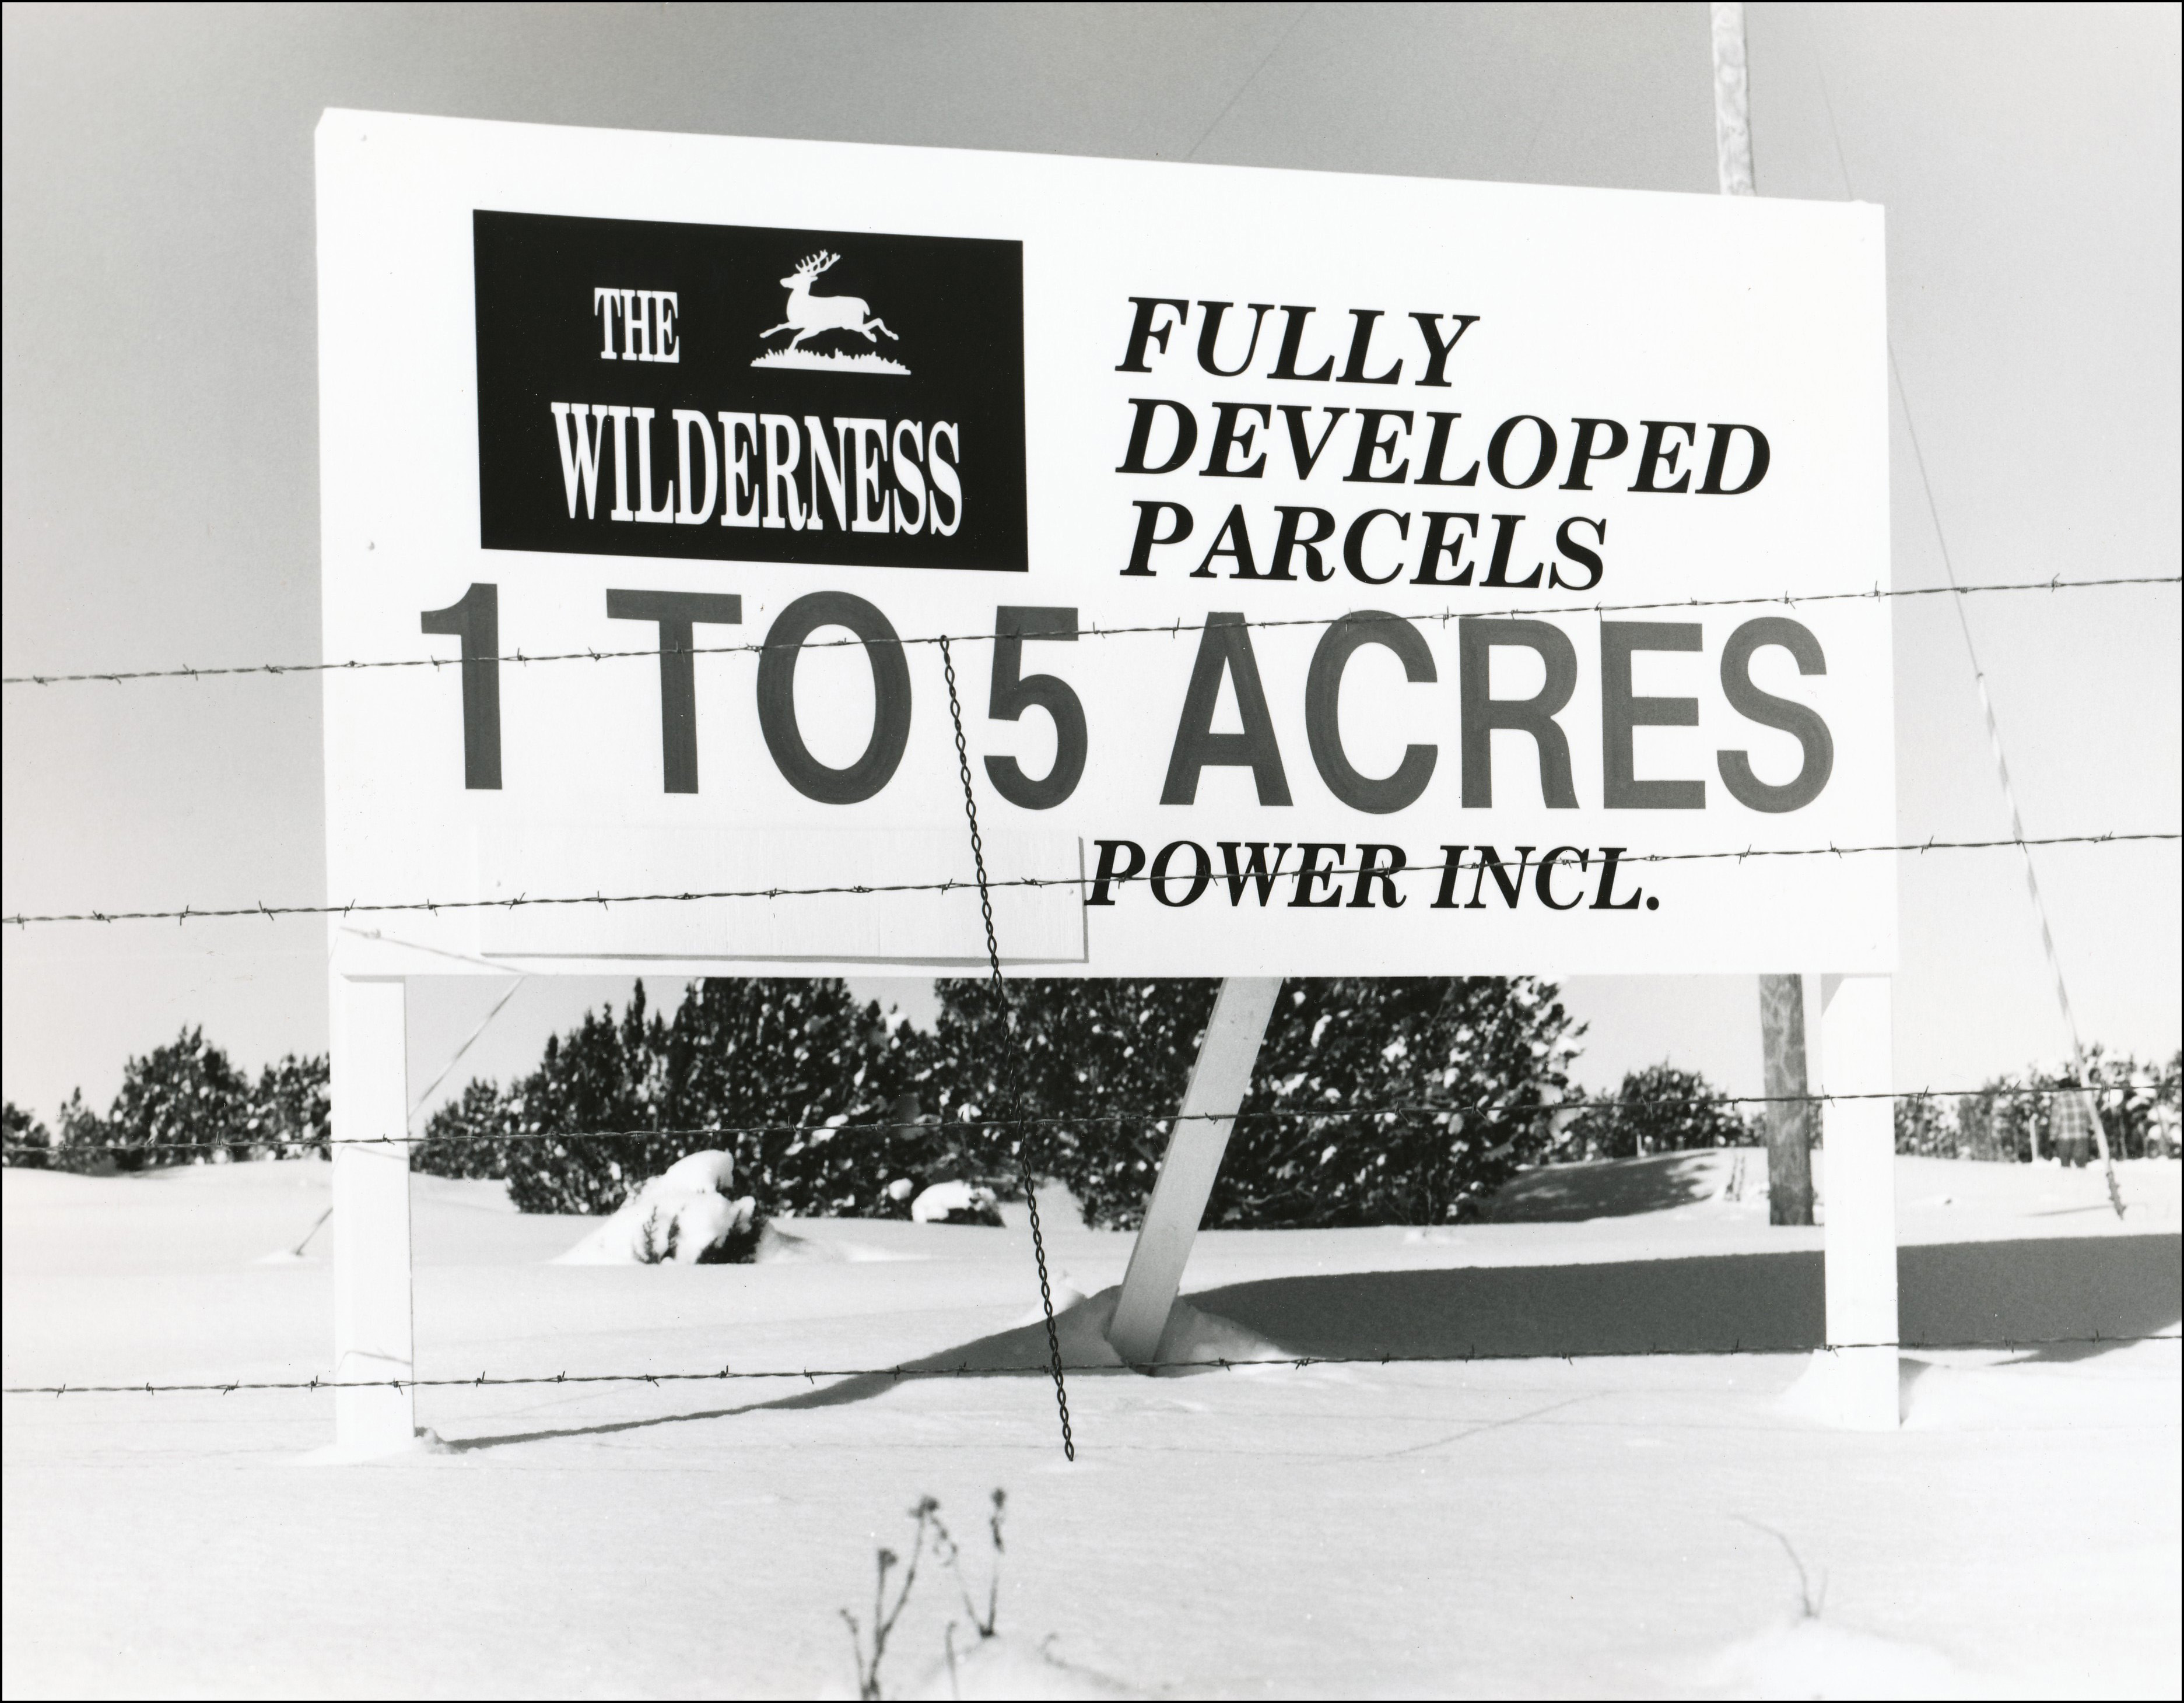 THE
WILDERNESS
FULLY
DEVELOPED
PARCELS
1 TO 5 ACRES
POWER INCL.